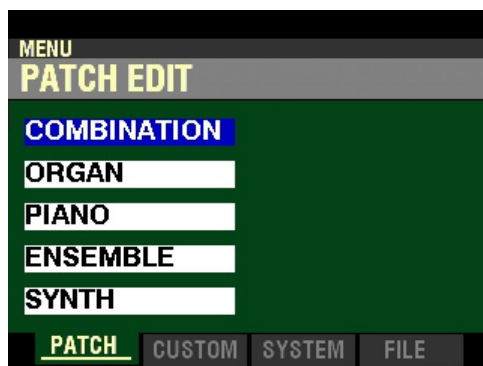 MENU
PATCH EDIT
COMBINATION
ORGAN
PIANO
ENSEMBLE
SYNTH
PATCH CUSTOM SYSTEM FILE